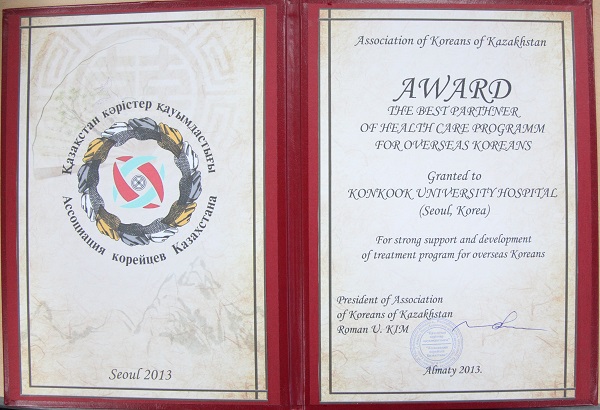 Қазақстан кәрістер қауымдастығы
Ассоциация корейцев Казахстана
Seoul 2013
Association of Koreans of Kazakhstan
AWARD
THE BEST PARTHNER
OF HEALTH CARE PROGRAMM
FOR OVERSEAS KOREANS
Granted to
KONKOOK UNIVERSITY HOSPITAL
(Seoul, Korea)
For strong support and development
of treatment program for overseas Koreans
President of Association
of Koreans of Kazakhstan
Roman U. KIM
Almaty 2013.